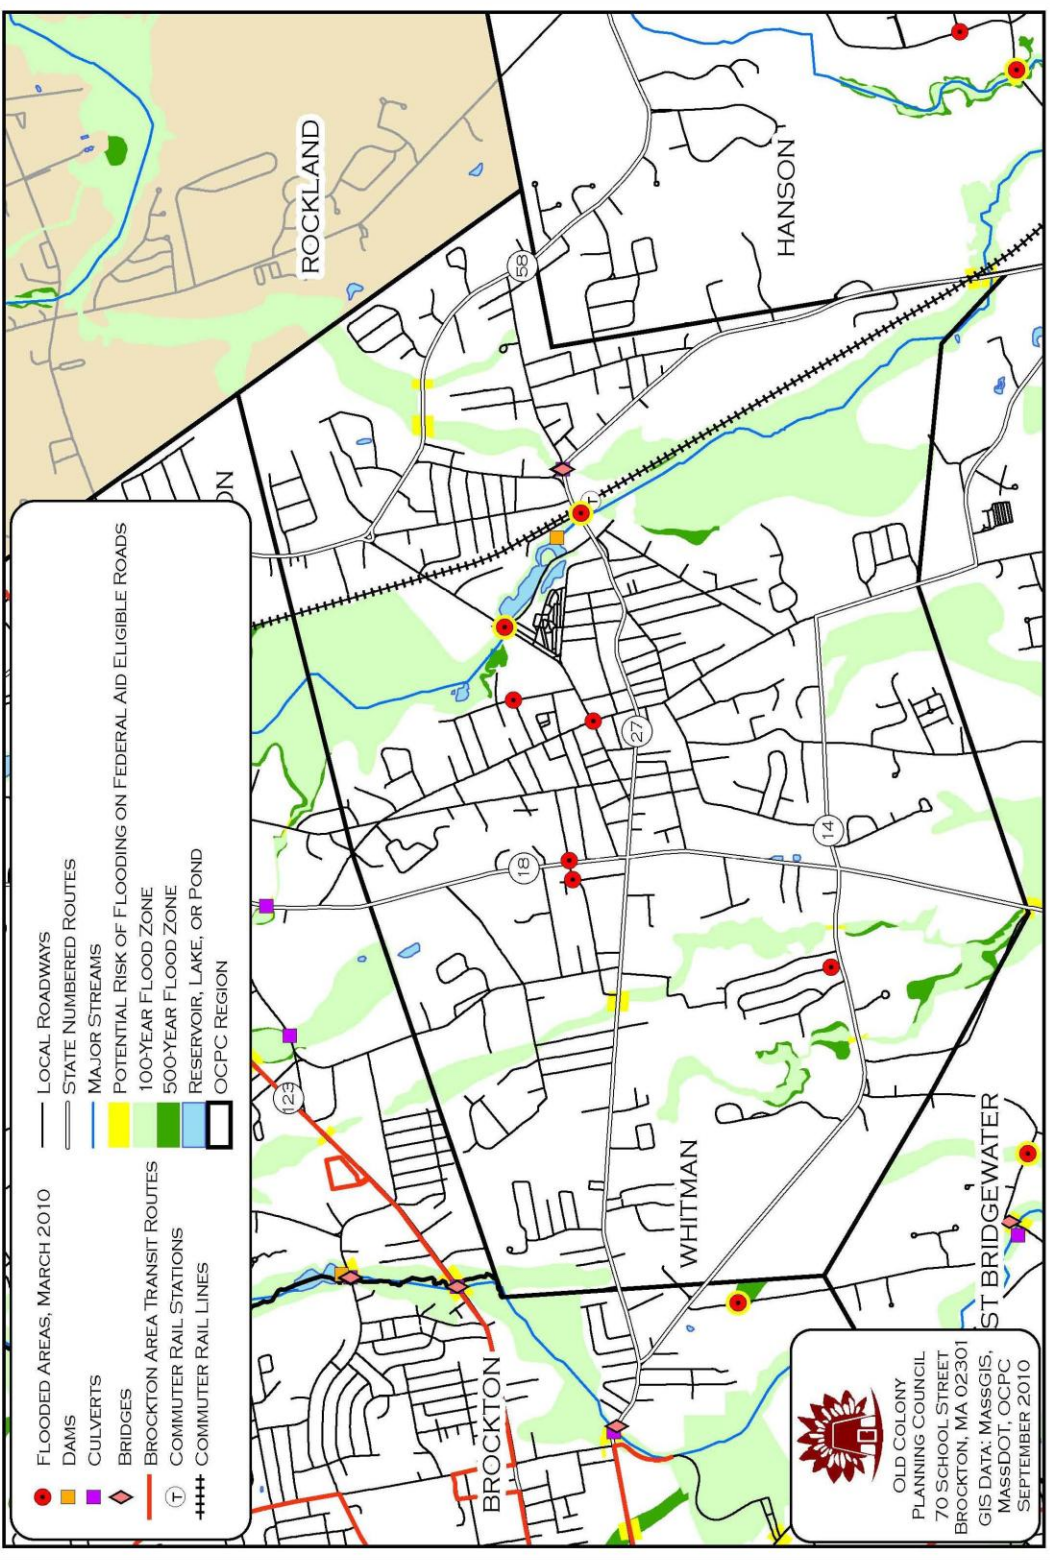 FLOODED AREAS, MARCH 2010
DAMS
CULVERTS
BRIDGES
BROCKTON AREA TRANSIT ROUTES
COMMUTER RAIL STATIONS
COMMUTER RAIL LINES
LOCAL ROADWAYS
STATE NUMBERED ROUTES
MAJOR STREAMS
POTENTIAL RISK OF FLOODING ON FEDERAL AID ELIGIBLE ROADS
100-YEAR FLOOD ZONE
500-YEAR FLOOD ZONE
RESERVOIR, LAKE, OR POND
OCPC REGION
T
ON
ROCKLAND
HANSON
58
T
27
18
14
123
WHITMAN
BROCKTON
ST BRIDGEWATER
OLD COLONY
PLANNING COUNCIL
70 SCHOOL STREET
BROCKTON, MA 02301
GIS DATA: MASSGIS,
MASSDOT, OCPC
SEPTEMBER 2010